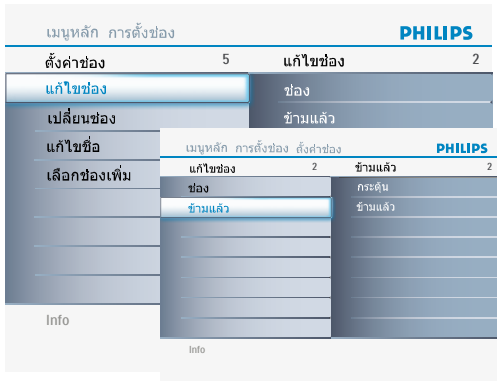 เมนูหลัก การตั้งช่อง PHILIPS
ตั้งค่าช่อง 5 แก้ไขช่อง 2
แก้ไขช่อง ช่อง
เปลี่ยนช่อง ข้ามแล้ว
แก้ไขชื่อ
เลือกช่องเพิ่ม
Info
เมนูหลัก การตั้งช่อง ตั้งค่าช่อง PHILIPS
แก้ไขช่อง 2 ข้ามแล้ว 2
ช่อง กระตุ้น
ข้ามแล้ว ข้ามแล้ว
Info